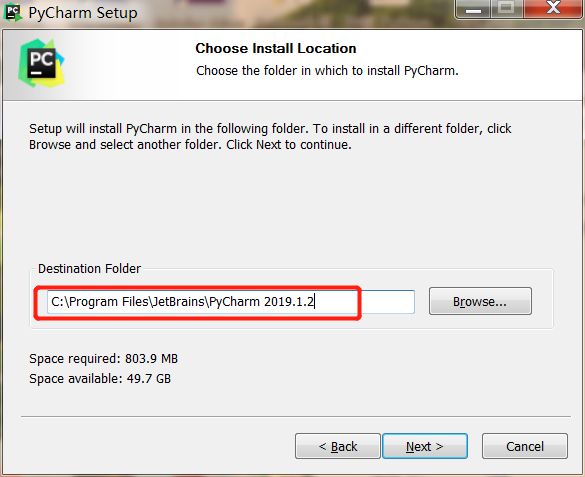 PyCharm Setup
PC
Choose Install Location
Choose the folder in which to install PyCharm.
Setup will install PyCharm in the following folder. To install in a different folder, click
Browse and select another folder. Click Next to continue.
Destination Folder
C:\Program Files\JetBrains\PyCharm 2019.1.2
Browse...
Space required: 803.9 MB
Space available: 49.7 GB
< Back
Next >
Cancel